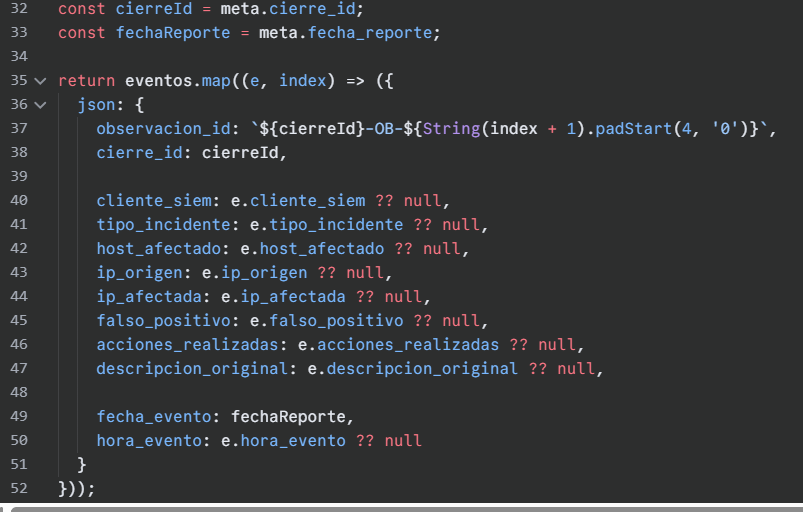 32 const cierreId = meta.cierre_id;
33 const fechaReporte = meta.fecha_reporte;
34
35 return eventos.map((e, index) => ({
36 json: {
37 observacion_id: `${cierreId}-OB-${String(index + 1).padStart(4, '0')}`,
38 cierre_id: cierreId,
39
40 cliente_siem: e.cliente_siem ?? null,
41 tipo_incidente: e.tipo_incidente ?? null,
42 host_afectado: e.host_afectado ?? null,
43 ip_origen: e.ip_origen ?? null,
44 ip_afectada: e.ip_afectada ?? null,
45 falso_positivo: e.falso_positivo ?? null,
46 acciones_realizadas: e.acciones_realizadas ?? null,
47 descripcion_original: e.descripcion_original ?? null,
48
49 fecha_evento: fechaReporte,
50 hora_evento: e.hora_evento ?? null
51 }
52 }));